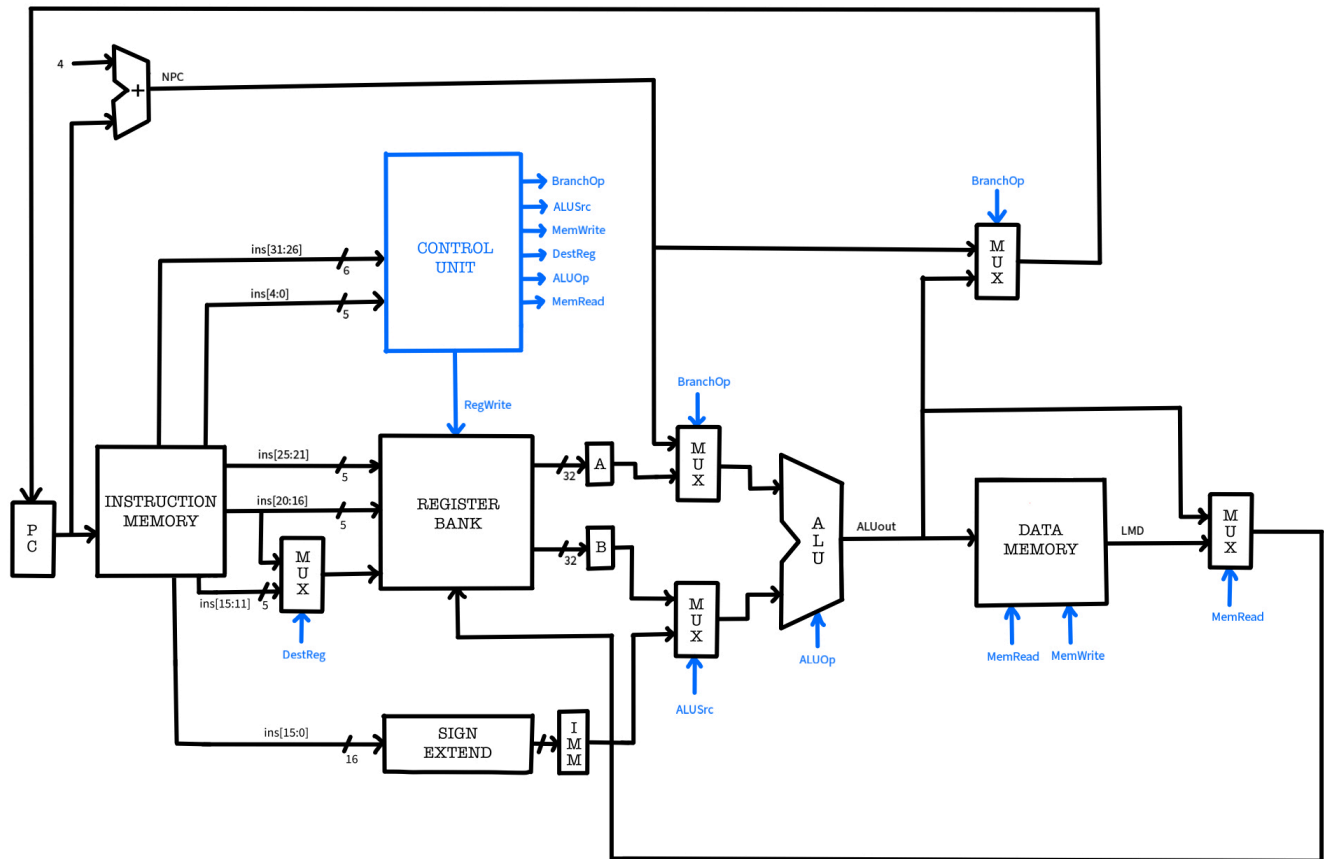 4
+
NPC
BranchOp
ALUSrc
MemWrite
DestReg
ALUOp
MemRead
CONTROL
UNIT
ins[31:26]
6
ins[4:0]
5
BranchOp
M
U
X
RegWrite
BranchOp
M
U
X
P
C
INSTRUCTION
MEMORY
ins[25:21]
5
ins[20:16]
5
ins[15:11]
5
M
U
X
DestReg
REGISTER
BANK
32
A
32
B
M
U
X
ALUSrc
A
L
U
ALUOp
ALUout
DATA
MEMORY
MemRead
MemWrite
LMD
M
U
X
MemRead
ins[15:0]
16
SIGN
EXTEND
I
M
M